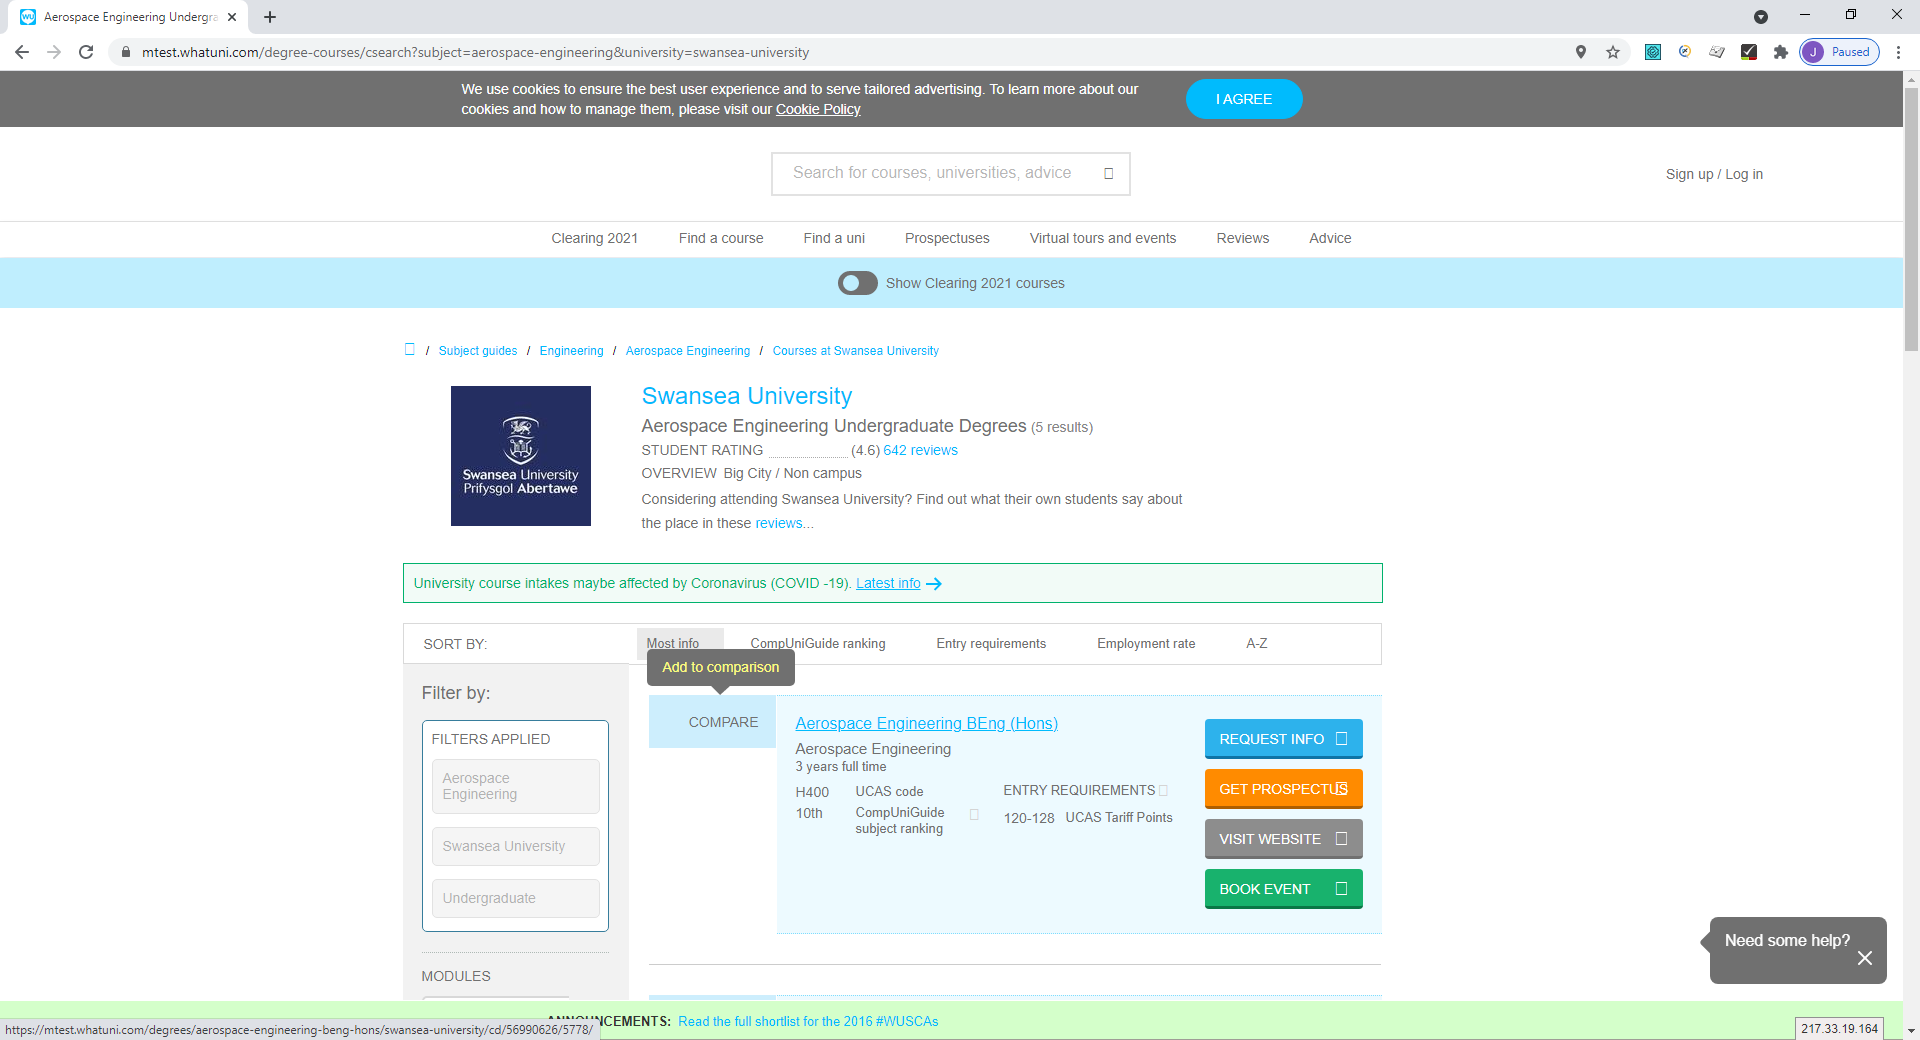 Aerospace Engineering Undergra
mtest.whatuni.com/degree-courses/csearch?subject=aerospace-engineering&university=swansea-university
J Paused
We use cookies to ensure the best user experience and to serve tailored advertising. To learn more about our
cookies and how to manage them, please visit our Cookie Policy
I AGREE
Search for courses, universities, advice
Sign up / Log in
Clearing 2021 Find a course Find a uni Prospectuses Virtual tours and events Reviews Advice
Show Clearing 2021 courses
/ Subject guides / Engineering / Aerospace Engineering / Courses at Swansea University
Swansea University
Prifysgol Abertawe
Swansea University
Aerospace Engineering Undergraduate Degrees (5 results)
STUDENT RATING (4.6) 642 reviews
OVERVIEW Big City / Non campus
Considering attending Swansea University? Find out what their own students say about
the place in these reviews...
University course intakes maybe affected by Coronavirus (COVID -19). Latest info
SORT BY: Most info CompUniGuide ranking Entry requirements Employment rate A-Z
Add to comparison
Filter by:
FILTERS APPLIED
Aerospace
Engineering
Swansea University
Undergraduate
MODULES
COMPARE
Aerospace Engineering BEng (Hons)
Aerospace Engineering
3 years full time
H400 UCAS code
10th CompUniGuide
subject ranking
ENTRY REQUIREMENTS
120-128 UCAS Tariff Points
REQUEST INFO
GET PROSPECTUS
VISIT WEBSITE
BOOK EVENT
Need some help?
NCEMENTS: Read the full shortlist for the 2016 #WUSCAs
https://mtest.whatuni.com/degrees/aerospace-engineering-beng-hons/swansea-university/cd/56990626/5778/
217.33.19.164